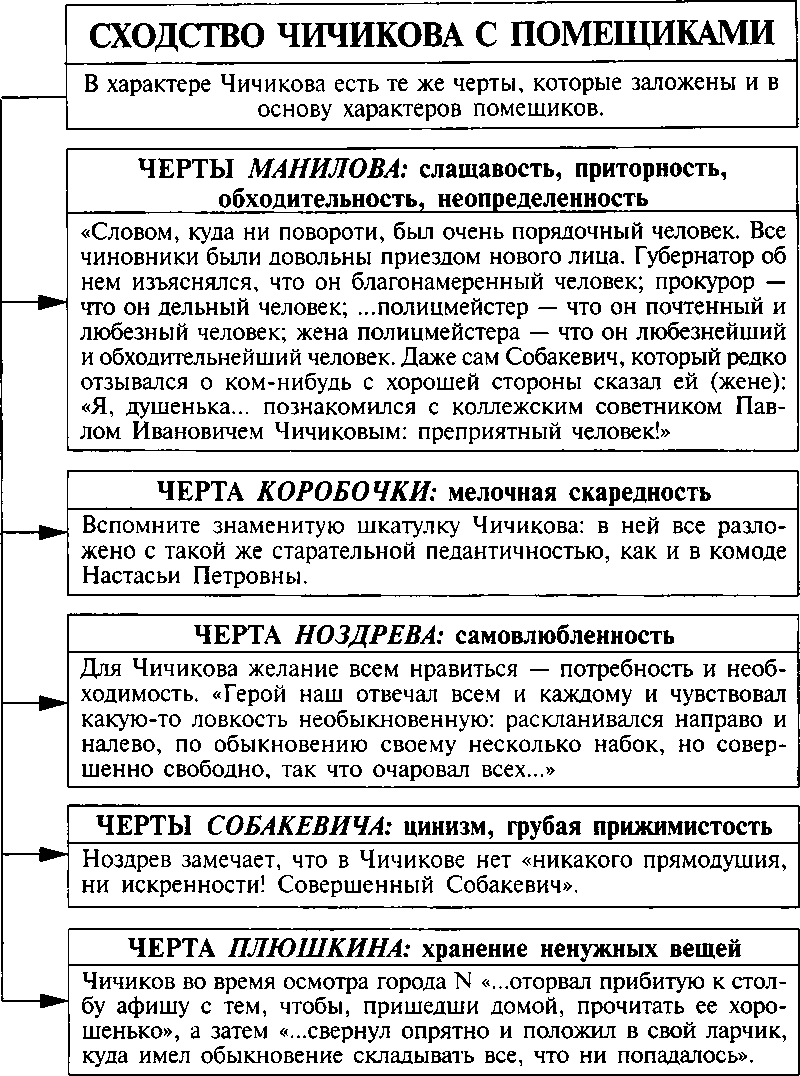 СХОДСТВО ЧИЧИКОВА С ПОМЕЩИКАМИ
В характере Чичикова есть те же черты, которые заложены и в
основу характеров помещиков.
ЧЕРТЫ МАНИЛОВА: слащавость, приторность,
обходительность, неопределенность
«Словом, куда ни повороти, был очень порядочный человек. Все
чиновники были довольны приездом нового лица. Губернатор об
нем изъяснялся, что он благонамеренный человек; прокурор —
что он дельный человек; ...полицмейстер — что он почтенный и
любезный человек; жена полицмейстера — что он любезнейший
и обходительнейший человек. Даже сам Собакевич, который редко
отзывался о ком-нибудь с хорошей стороны сказал ей (жене):
«Я, душенька... познакомился с коллежским советником Пав-
лом Ивановичем Чичиковым: преприятный человек!»
ЧЕРТА КОРОБОЧКИ: мелочная скаредность
Вспомните знаменитую шкатулку Чичикова: в ней все разло-
жено с такой же старательной педантичностью, как и в комоде
Настасьи Петровны.
ЧЕРТА НОЗДРЕВА: самовлюбленность
Для Чичикова желание всем нравиться — потребность и необ-
ходимость. «Герой наш отвечал всем и каждому и чувствовал
какую-то ловкость необыкновенную: раскланивался направо и
налево, по обыкновению своему несколько набок, но совер-
шенно свободно, так что очаровал всех...»
ЧЕРТЫ СОБАКЕВИЧА: цинизм, грубая прижимистость
Ноздрев замечает, что в Чичикове нет «никакого прямодушия,
ни искренности! Совершенный Собакевич».
ЧЕРТА ПЛЮШКИНА: хранение ненужных вещей
Чичиков во время осмотра города N «...оторвал прибитую к стол-
бу афишу с тем, чтобы, пришедши домой, прочитать ее хоро-
шенько», а затем «...свернул опрятно и положил в свой ларчик,
куда имел обыкновение складывать все, что ни попадалось».